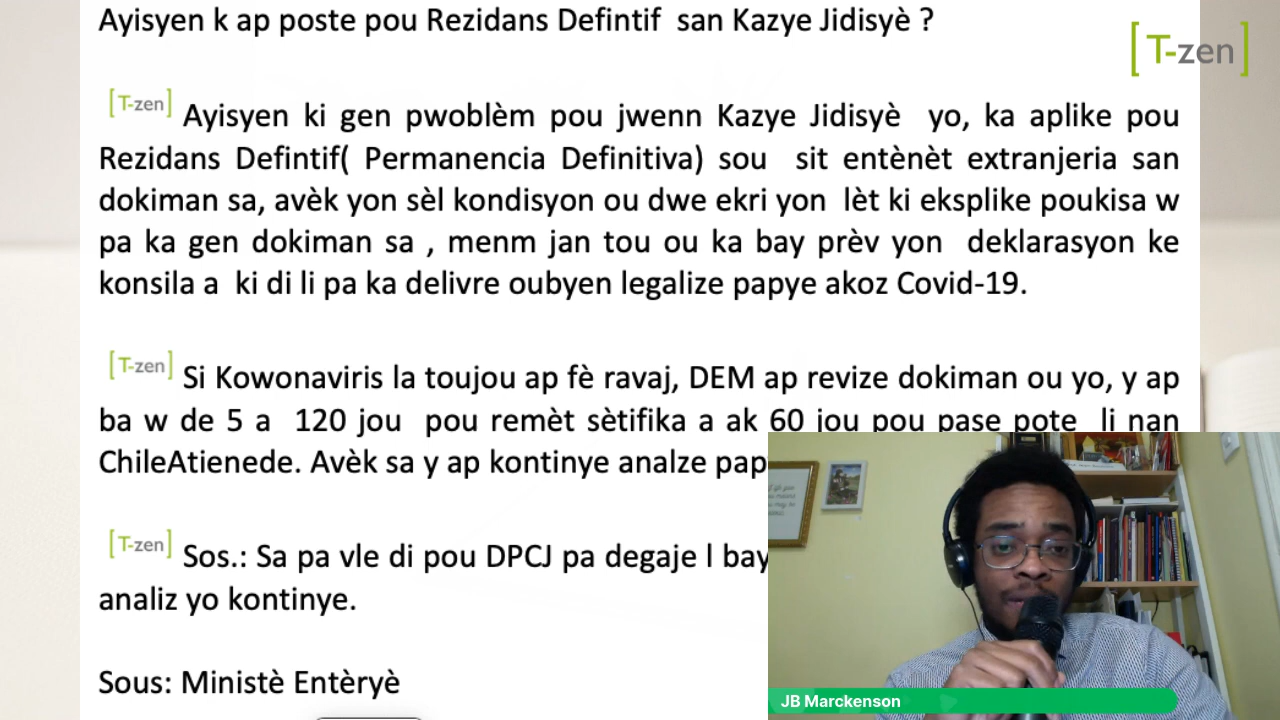 Ayisyen k ap poste pou Rezidans Defintif san Kazye Jidisyè ?
[T-zen]
[T-zen] Ayisyen ki gen pwoblèm pou jwenn Kazye Jidisyè yo, ka aplike pou
Rezidans Defintif( Permanencia Definitiva) sou sit entènèt extranjeria san
dokiman sa, avèk yon sèl kondisyon ou dwe ekri yon lèt ki eksplike poukisa w
pa ka gen dokiman sa , menm jan tou ou ka bay prèv yon deklarasyon ke
konsila a ki di li pa ka delivre oubyen legalize papye akoz Covid-19.
[T-zen] Si Kowonaviris la toujou ap fè ravaj, DEM ap revize dokiman ou yo, y ap
ba w de 5 a 120 jou pou remèt sètifika a ak 60 jou pou pase pote li nan
ChileAtienede. Avèk sa y ap kontinye analze pap
[T-zen] Sos.: Sa pa vle di pou DPCJ pa degaje l bay
analiz yo kontinye.
Sous: Ministè Entèryè
JB Marckenson